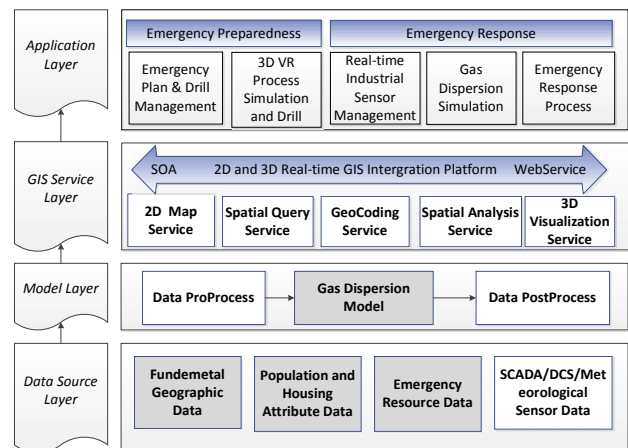 Application
Layer
Emergency Preparedness
Emergency Response
Emergency
Plan & Drill
Management
3D VR
Process
Simulation
and Drill
Real-time
Industrial
Sensor
Management
Gas
Dispersion
Simulation
Emergency
Response
Process
GIS Service
Layer
SOA 2D and 3D Real-time GIS Intergration Platform WebService
2D Map
Service
Spatial Query
Service
GeoCoding
Service
Spatial Analysis
Service
3D
Visualization
Service
Model Layer
Data ProProcess
Gas Dispersion
Model
Data PostProcess
Data Source
Layer
Fundemetal
Geographic
Data
Population and
Housing
Attribute Data
Emergency
Resource Data
SCADA/DCS/Met
eorological
Sensor Data